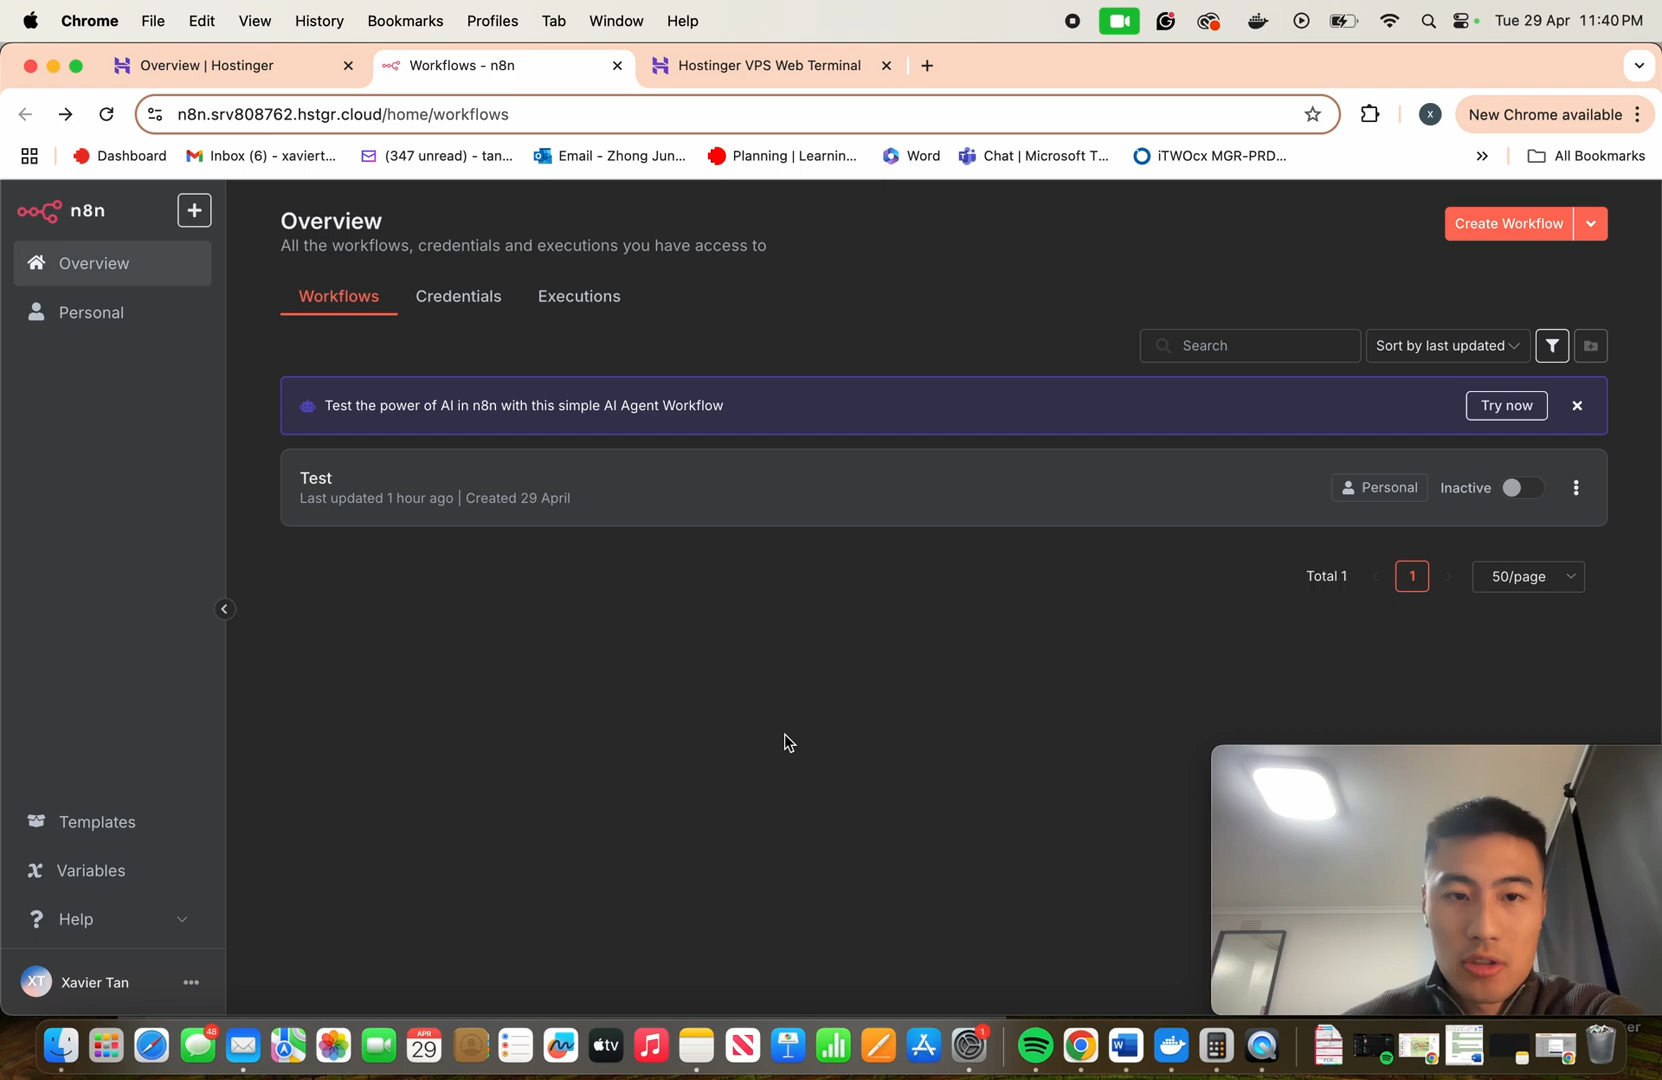 Chrome File Edit View History Bookmarks Profiles Tab Window Help Tue 29 Apr 11:40 PM
Overview | Hostinger Workflows - n8n Hostinger VPS Web Terminal
n8n.srv808762.hstgr.cloud/home/workflows New Chrome available
Dashboard Inbox (6) - xaviert... (347 unread) - tan... Email - Zhong Jun... Planning | Learnin... Word Chat | Microsoft T... iTWOcx MGR-PRD... All Bookmarks
n8n
Overview
Personal
Overview
All the workflows, credentials and executions you have access to
Create Workflow
Workflows Credentials Executions
Search Sort by last updated
Test the power of AI in n8n with this simple AI Agent Workflow Try now
Test
Last updated 1 hour ago | Created 29 April
Personal Inactive
Total 1 1 50/page
Templates
Variables
Help
XT Xavier Tan
48 APR 29 tv 1